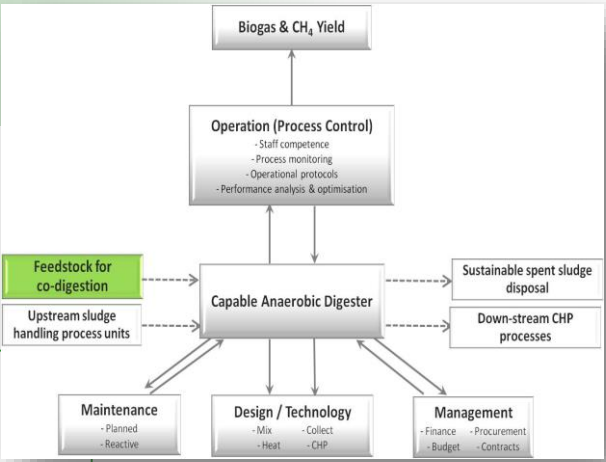 Biogas & CH₄ Yield
Operation (Process Control)
- Staff competence
- Process monitoring
- Operational protocols
- Performance analysis & optimisation
Feedstock for
co-digestion
Upstream sludge
handling process units
Capable Anaerobic Digester
Sustainable spent sludge
disposal
Down-stream CHP
processes
Maintenance
- Planned
- Reactive
Design / Technology
- Mix - Collect
- Heat - CHP
Management
- Finance - Procurement
- Budget - Contracts